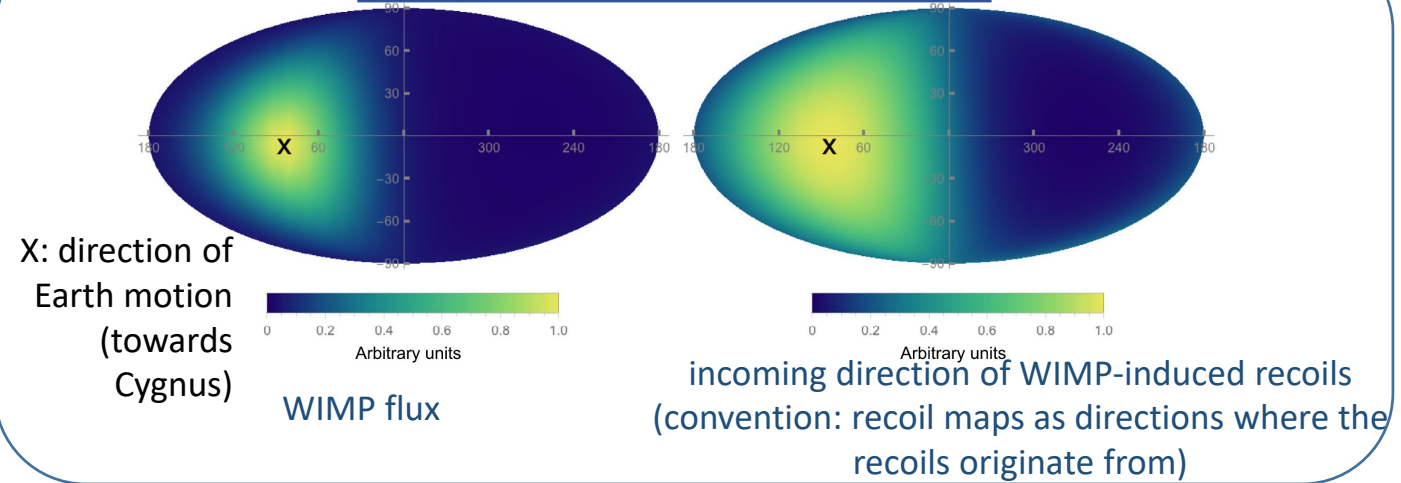 90
60
30
180 120 X 60 300 240 180
−30
−60
−90
90
60
30
180 120 X 60 300 240 180
−30
−60
−90
X: direction of
Earth motion
(towards
Cygnus)
0 0.2 0.4 0.6 0.8 1.0
Arbitrary units
WIMP flux
0 0.2 0.4 0.6 0.8 1.0
Arbitrary units
incoming direction of WIMP-induced recoils
(convention: recoil maps as directions where the
recoils originate from)